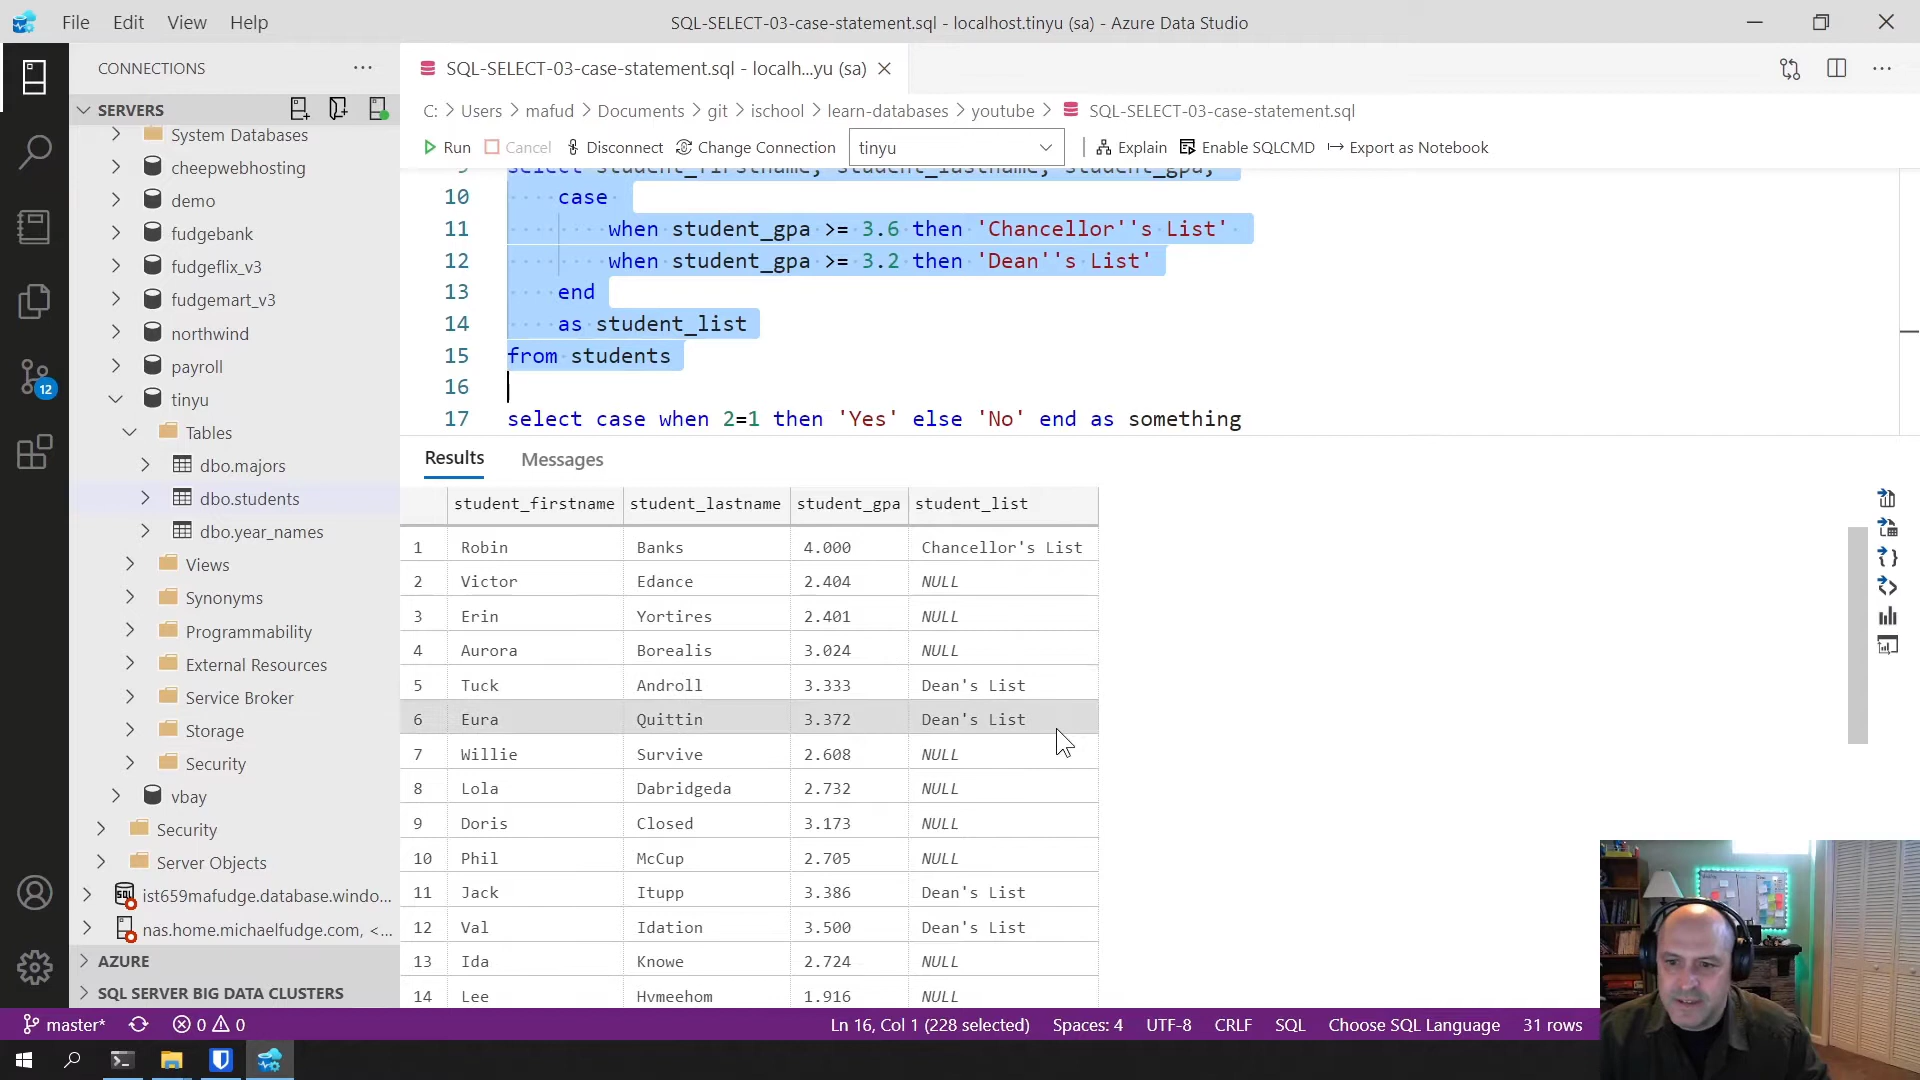 File Edit View Help
SQL-SELECT-03-case-statement.sql - localhost.tinyu (sa) - Azure Data Studio
CONNECTIONS
SERVERS
System Databases
cheepwebhosting
demo
fudgebank
fudgeflix_v3
fudgemart_v3
northwind
payroll
tinyu
Tables
dbo.majors
dbo.students
dbo.year_names
Views
Synonyms
Programmability
External Resources
Service Broker
Storage
Security
vbay
Security
Server Objects
ist659mafudge.database.windo...
nas.home.michaelfudge.com, <...
AZURE
SQL SERVER BIG DATA CLUSTERS
12
SQL-SELECT-03-case-statement.sql - localh...yu (sa)
C: > Users > mafud > Documents > git > ischool > learn-databases > youtube > SQL-SELECT-03-case-statement.sql
Run Cancel Disconnect Change Connection tinyu Explain Enable SQLCMD Export as Notebook
9 select student_firstname, student_lastname, student_gpa,
10 case
11 when student_gpa >= 3.6 then 'Chancellor''s List'
12 when student_gpa >= 3.2 then 'Dean''s List'
13 end
14 as student_list
15 from students
16
17 select case when 2=1 then 'Yes' else 'No' end as something
Results Messages
student_firstname student_lastname student_gpa student_list
1 Robin Banks 4.000 Chancellor's List
2 Victor Edance 2.404 NULL
3 Erin Yortires 2.401 NULL
4 Aurora Borealis 3.024 NULL
5 Tuck Androll 3.333 Dean's List
6 Eura Quittin 3.372 Dean's List
7 Willie Survive 2.608 NULL
8 Lola Dabridgeda 2.732 NULL
9 Doris Closed 3.173 NULL
10 Phil McCup 2.705 NULL
11 Jack Itupp 3.386 Dean's List
12 Val Idation 3.500 Dean's List
13 Ida Knowe 2.724 NULL
14 Lee Hvmeehom 1.916 NULL
master* 0 0 Ln 16, Col 1 (228 selected) Spaces: 4 UTF-8 CRLF SQL Choose SQL Language 31 rows